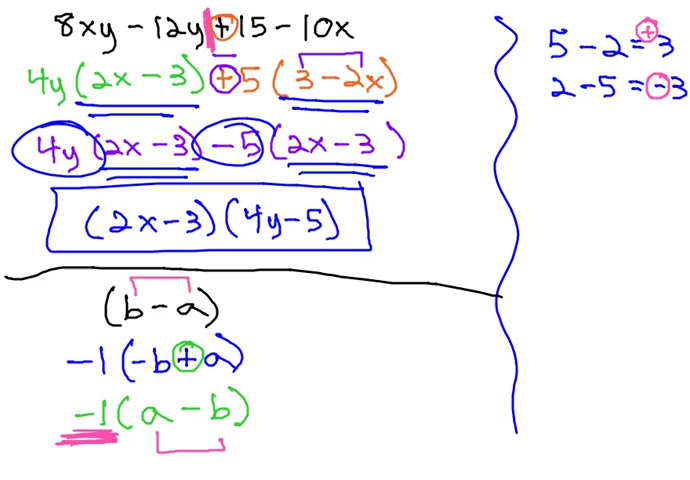 8xy - 12y + 15 - 10x
4y (2x - 3) + 5 (3 - 2x)
4y (2x - 3) - 5 (2x - 3)
(2x - 3) (4y - 5)
(b - a)
-1 (-b + a)
-1 (a - b)
5 - 2 = + 3
2 - 5 = - 3